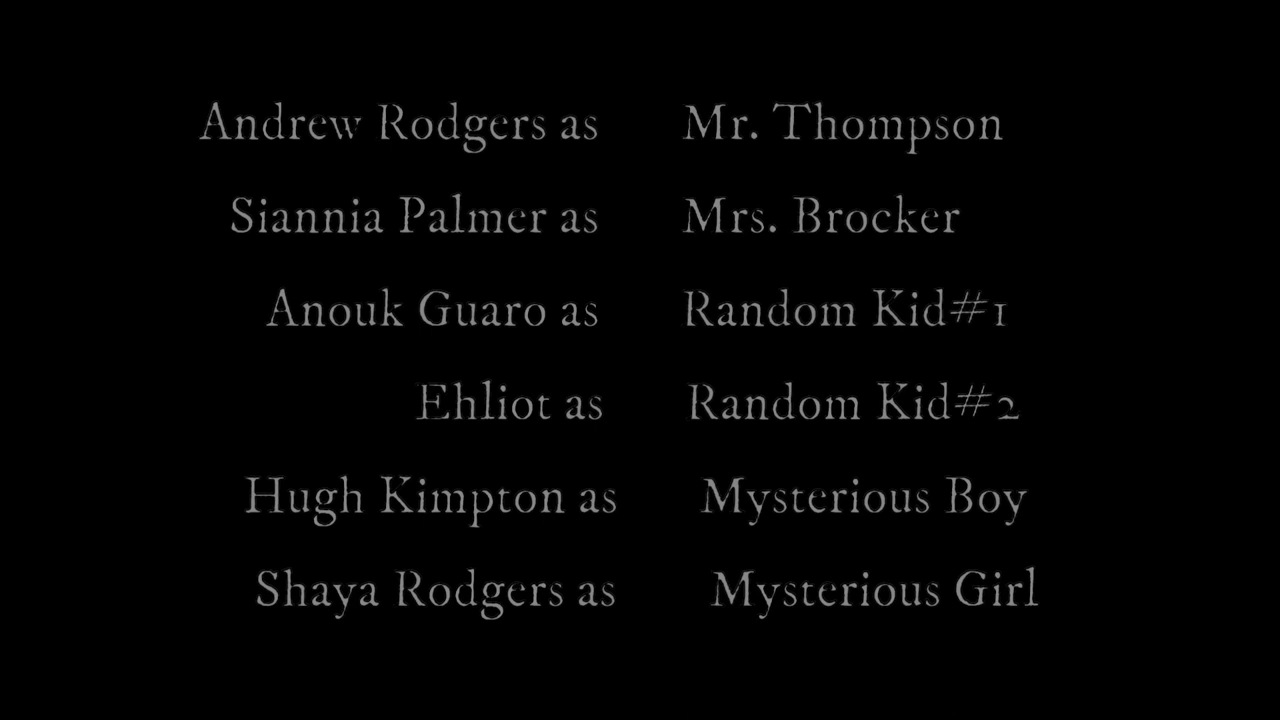 Andrew Rodgers as Mr. Thompson
Siannia Palmer as Mrs. Brocker
Anouk Guaro as Random Kid#1
Ehliot as Random Kid#2
Hugh Kimpton as Mysterious Boy
Shaya Rodgers as Mysterious Girl